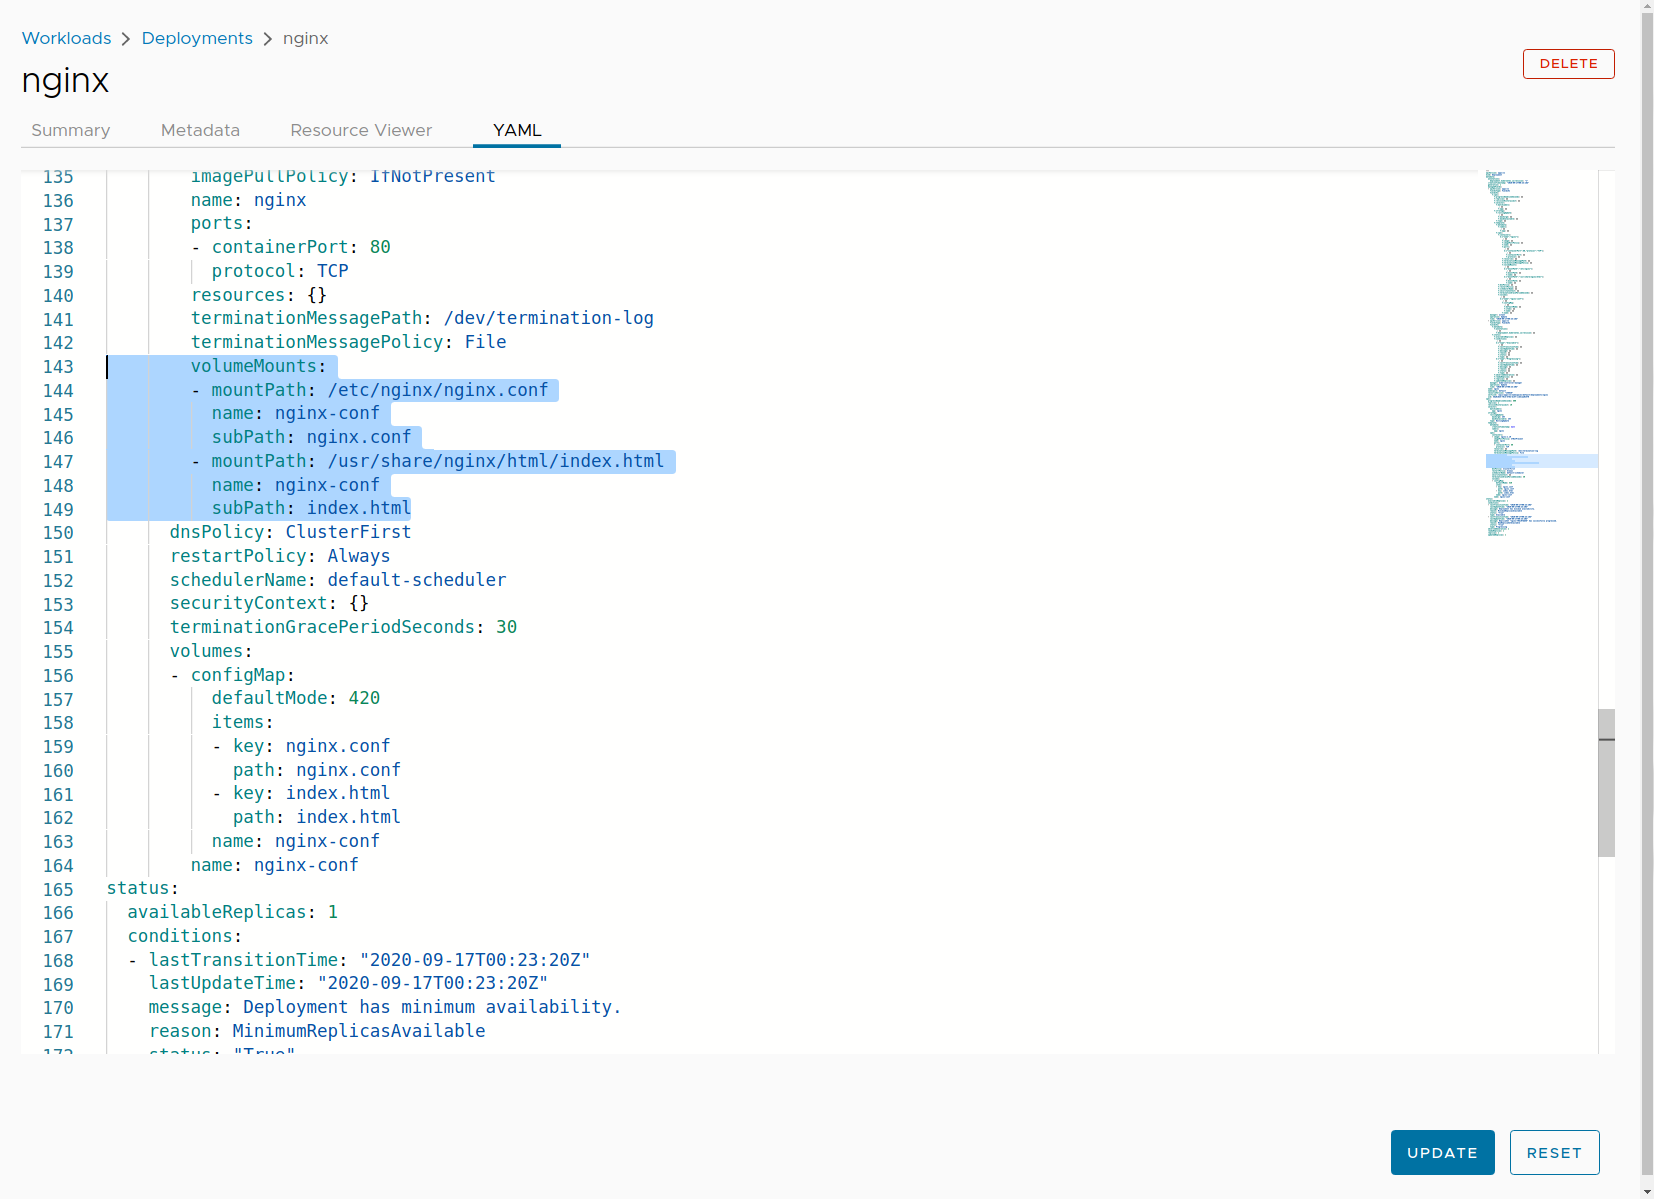 Workloads > Deployments > nginx
nginx
DELETE
Summary Metadata Resource Viewer YAML
135 imagePullPolicy: IfNotPresent
136 name: nginx
137 ports:
138 - containerPort: 80
139 protocol: TCP
140 resources: {}
141 terminationMessagePath: /dev/termination-log
142 terminationMessagePolicy: File
143 volumeMounts:
144 - mountPath: /etc/nginx/nginx.conf
145 name: nginx-conf
146 subPath: nginx.conf
147 - mountPath: /usr/share/nginx/html/index.html
148 name: nginx-conf
149 subPath: index.html
150 dnsPolicy: ClusterFirst
151 restartPolicy: Always
152 schedulerName: default-scheduler
153 securityContext: {}
154 terminationGracePeriodSeconds: 30
155 volumes:
156 - configMap:
157 defaultMode: 420
158 items:
159 - key: nginx.conf
160 path: nginx.conf
161 - key: index.html
162 path: index.html
163 name: nginx-conf
164 name: nginx-conf
165 status:
166 availableReplicas: 1
167 conditions:
168 - lastTransitionTime: "2020-09-17T00:23:20Z"
169 lastUpdateTime: "2020-09-17T00:23:20Z"
170 message: Deployment has minimum availability.
171 reason: MinimumReplicasAvailable
172 status: "True"
UPDATE RESET